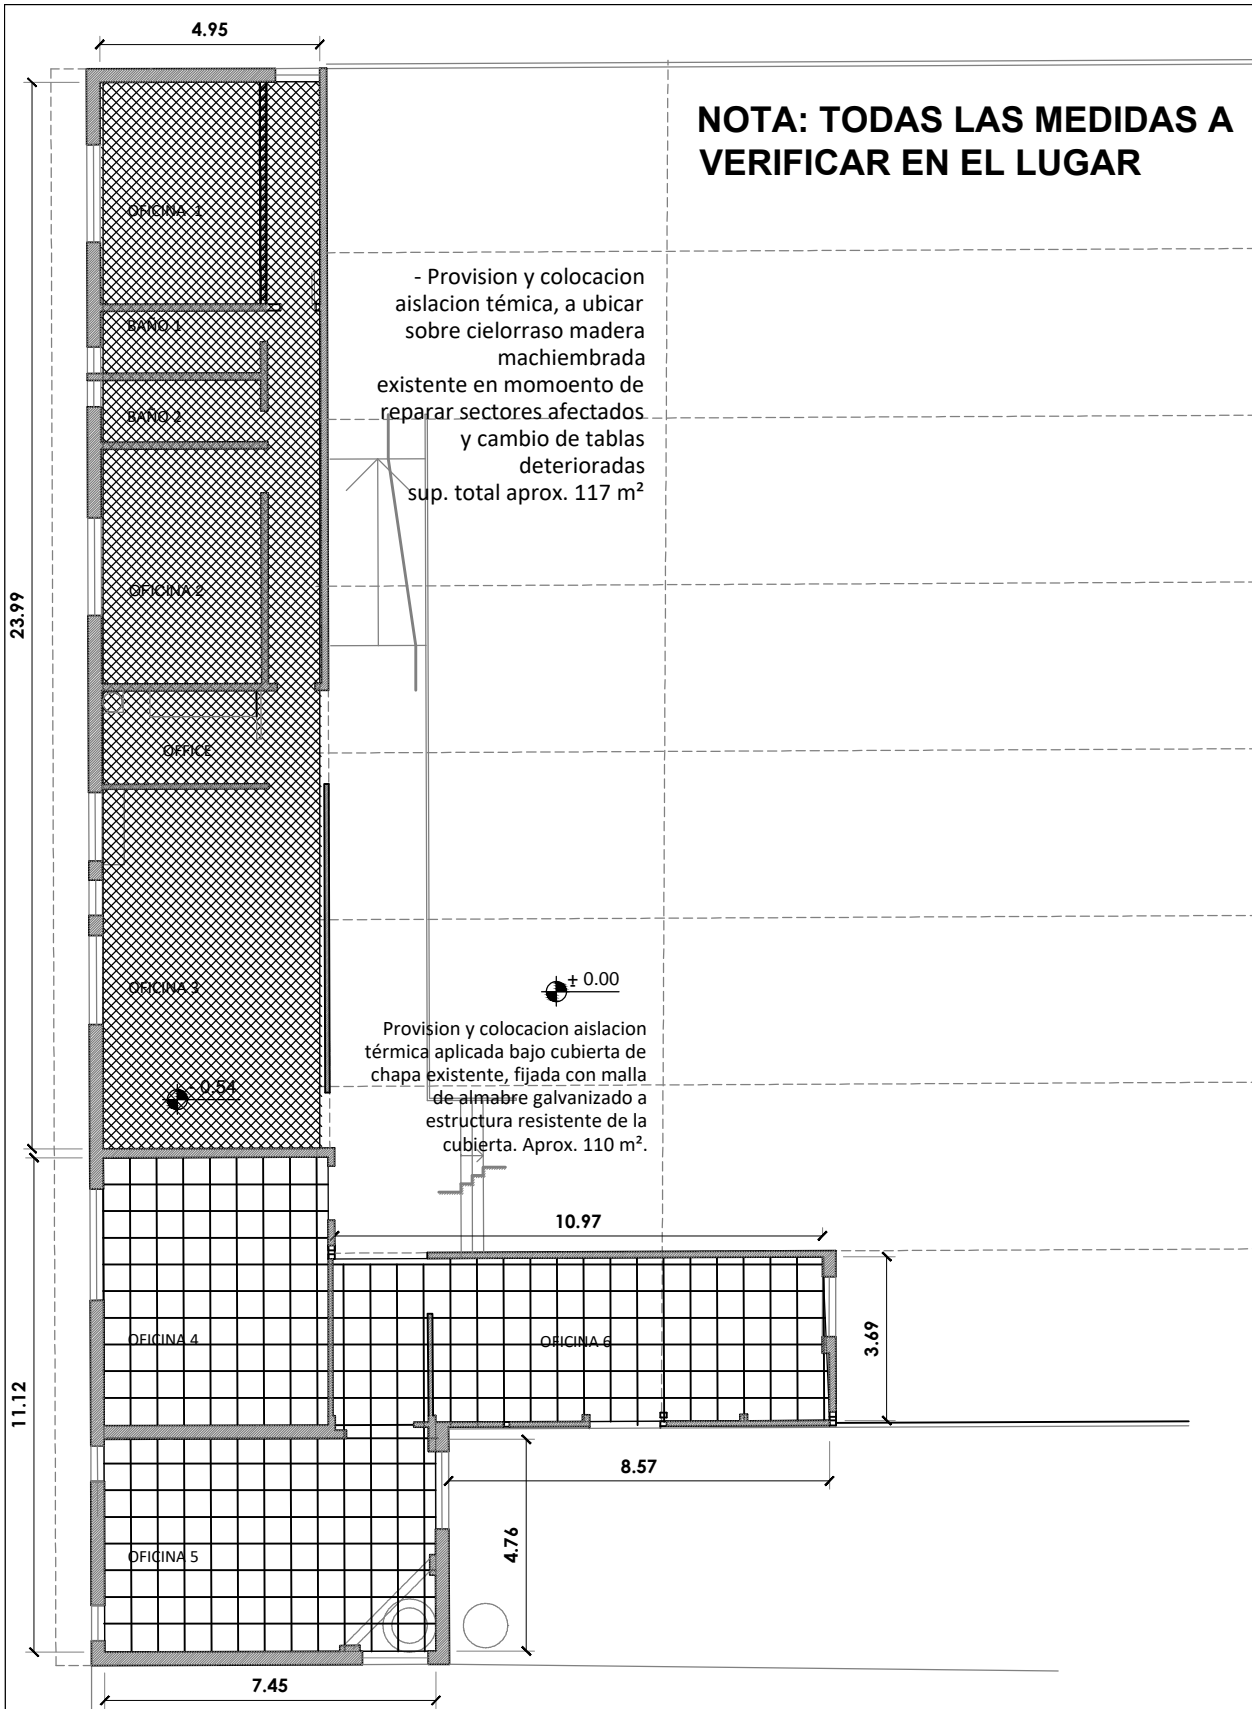 4.95
NOTA: TODAS LAS MEDIDAS A
VERIFICAR EN EL LUGAR
OFICINA 1
- Provision y colocacion
aislacion témica, a ubicar
sobre cielorraso madera
machiembrada
existente en momoento de
reparar sectores afectados
y cambio de tablas
deterioradas
sup. total aprox. 117 m²
BAÑO 1
BAÑO 2
OFICINA 2
23.99
OFFICE
OFICINA 3
± 0.00
Provision y colocacion aislacion
térmica aplicada bajo cubierta de
chapa existente, fijada con malla
de almabre galvanizado a
estructura resistente de la
cubierta. Aprox. 110 m².
- 0.54
10.97
OFICINA 4
OFICINA 6
3.69
11.12
8.57
4.76
OFICINA 5
7.45